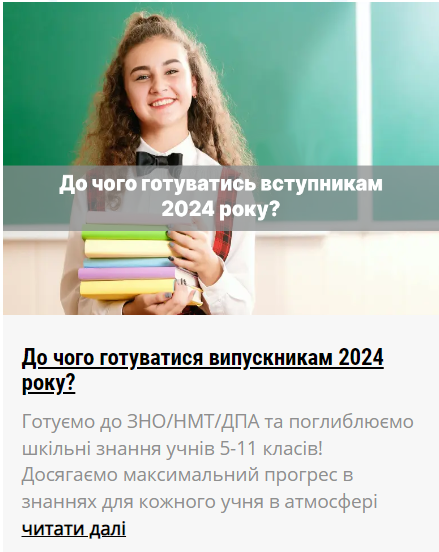 До чого готуватись вступникам
2024 року?
До чого готуватися випускникам 2024
року?
Готуємо до ЗНО/НМТ/ДПА та поглиблюємо
шкільні знання учнів 5-11 класів!
Досягаємо максимальний прогрес в
знаннях для кожного учня в атмосфері
читати далі